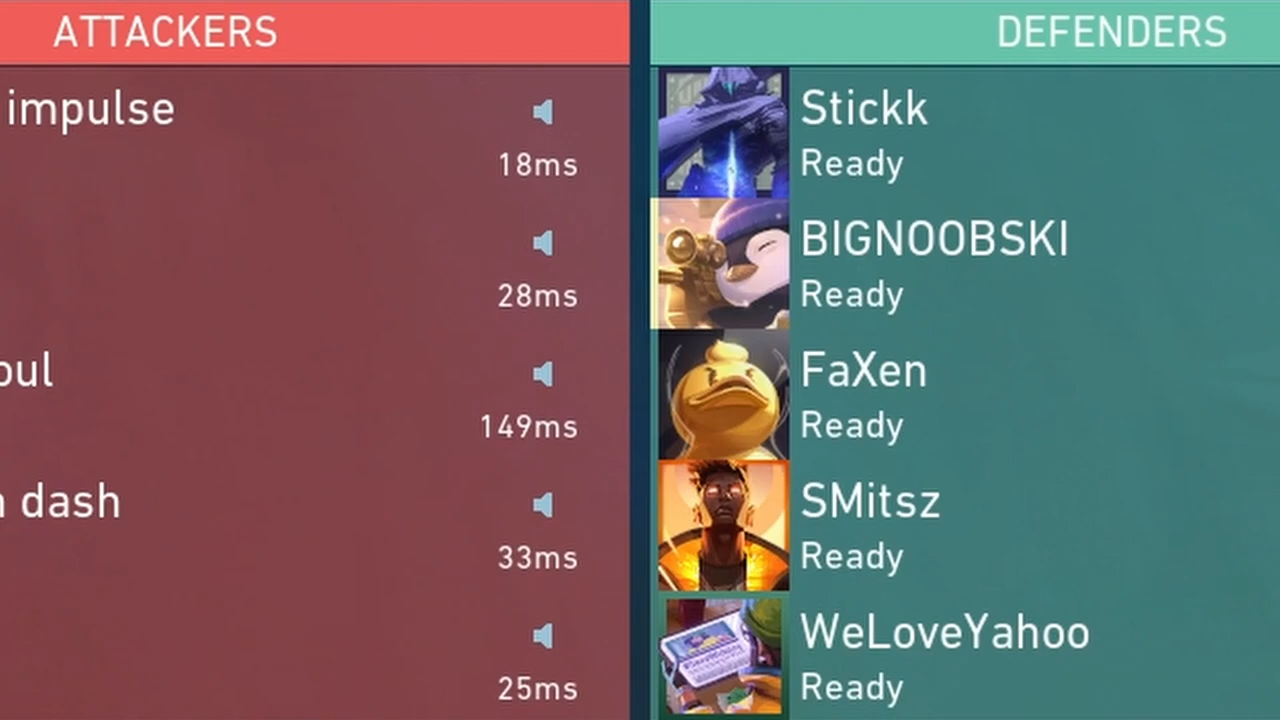 ATTACKERS
DEFENDERS
impulse
18ms
Stickk
Ready
28ms
BIGNOOBSKI
Ready
149ms
FaXen
Ready
dash
33ms
SMitsz
Ready
25ms
WeLoveYahoo
Ready